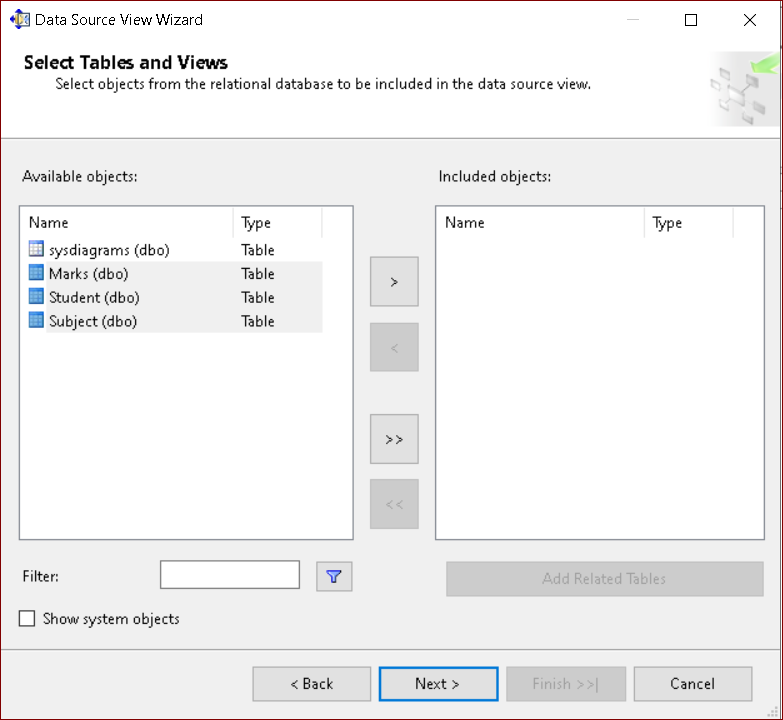 Data Source View Wizard
Select Tables and Views
Select objects from the relational database to be included in the data source view.
Available objects:
Name Type
sysdiagrams (dbo) Table
Marks (dbo) Table
Student (dbo) Table
Subject (dbo) Table
>
<
>>
<<
Included objects:
Name Type
Filter:
Add Related Tables
Show system objects
< Back Next > Finish >>| Cancel